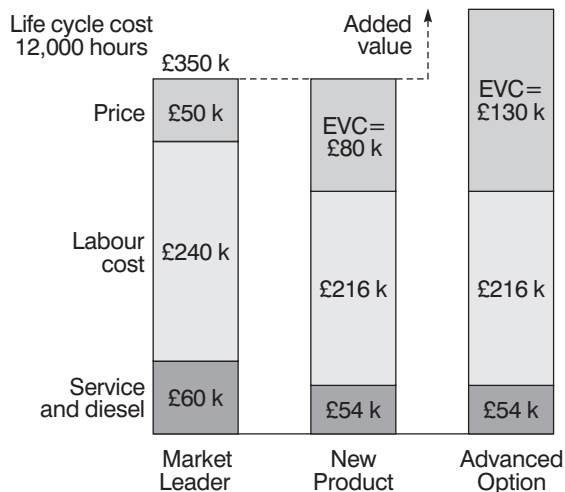 Life cycle cost
12,000 hours
Added
value
£350 k
Price
£50 k
EVC=
£80 k
EVC=
£130 k
Labour
cost
£240 k
£216 k
£216 k
Service
and diesel
£60 k
£54 k
£54 k
Market
Leader
New
Product
Advanced
Option